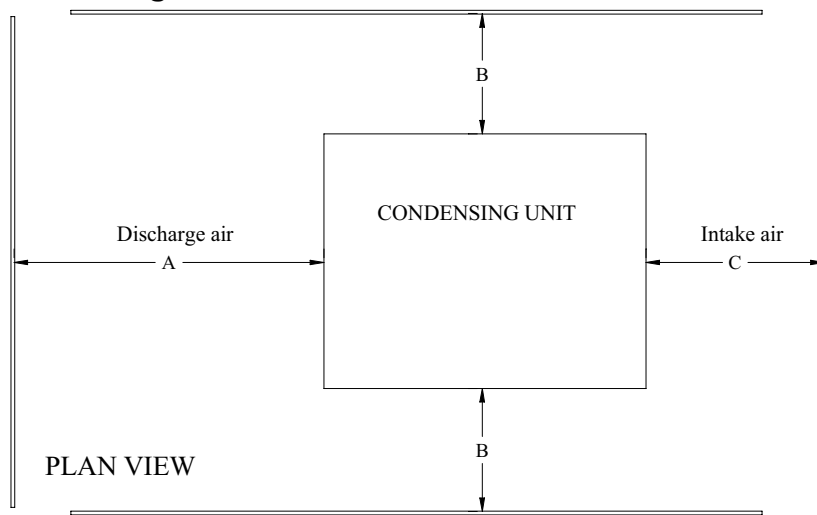 B
CONDENSING UNIT
Discharge air
Intake air
A
C
B
PLAN VIEW